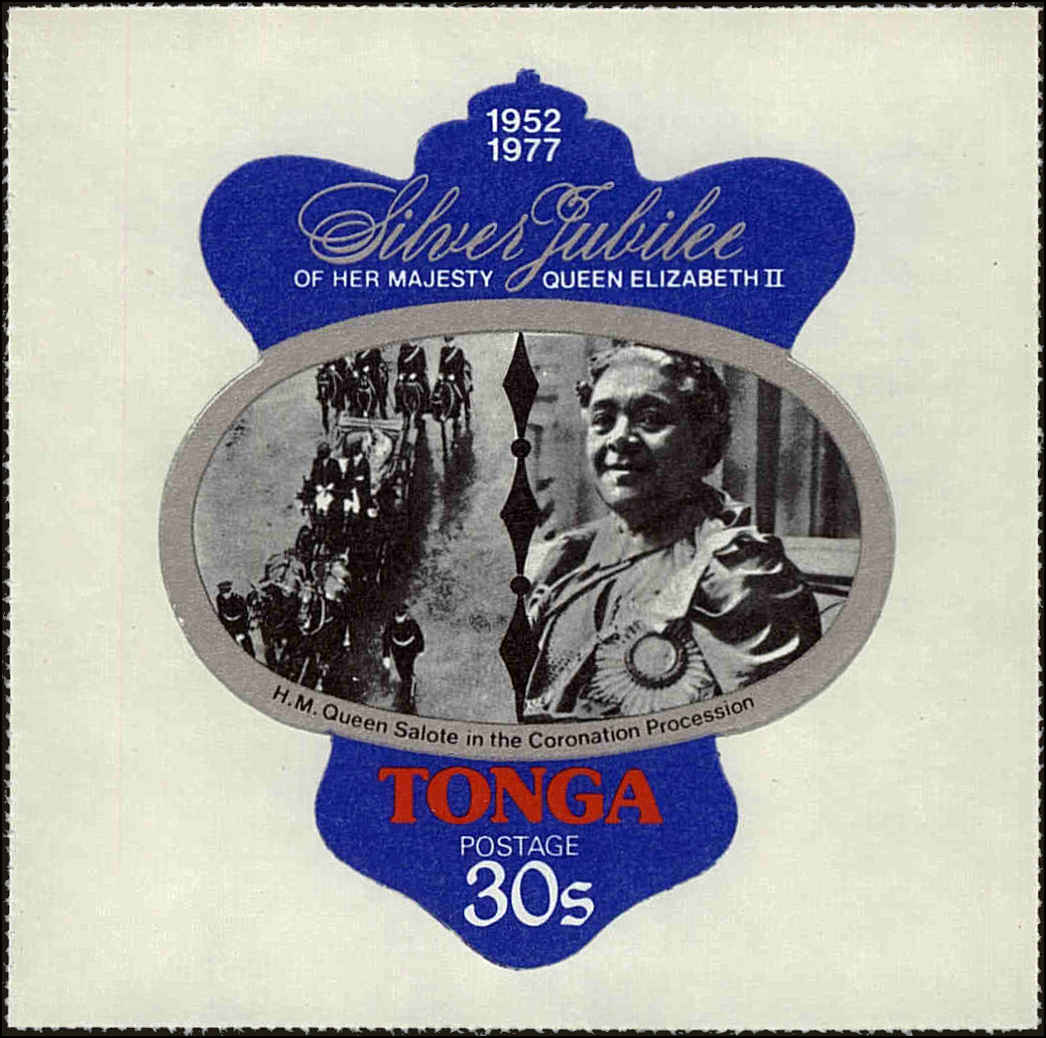 1952
1977
Silver Jubilee
OF HER MAJESTY QUEEN ELIZABETH II
H.M. Queen Salote in the Coronation Procession
TONGA
POSTAGE
30s